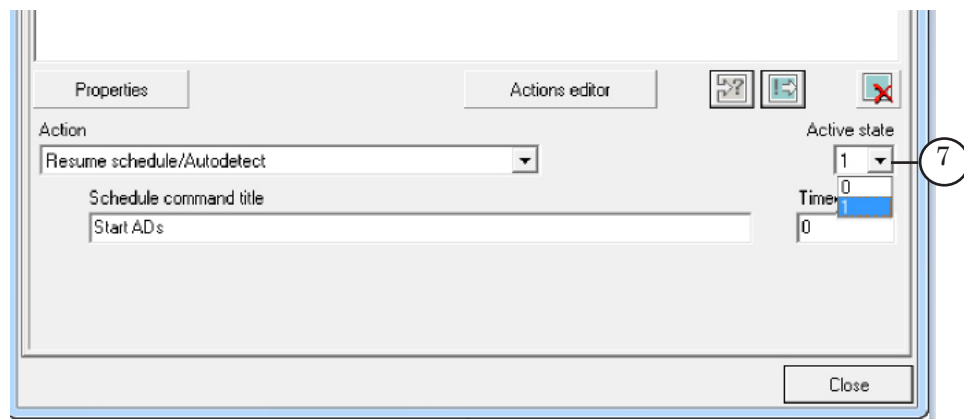 Properties Actions editor
Action Active state
Resume schedule/Autodetect 1 7
0
Schedule command title
1
Start ADs 0
Close